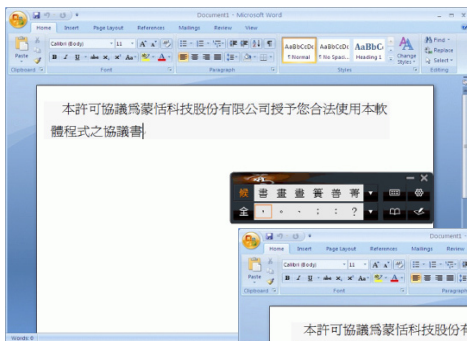 Document1 - Microsoft Word
Home Insert Page Layout References Mailings Review View
Paste
Calibri (Body) 11
AaBbCcDc AaBbCcDc AaBbC
¶ Normal ¶ No Spaci... Heading 1
Change Styles
Find
Replace
Select
Clipboard Font Paragraph Styles Editing
本許可協議爲蒙恬科技股份有限公司授予您合法使用本軟
體程式之協議書
候 書 畫 晝 簀 善
全 , 。 、 ; : ?
Document1
Home Insert Page Layout References Mailings Review
Paste
Calibri (Body) 11
Clipboard Font Paragraph
本許可協議爲蒙恬科技股份有
Words: 8